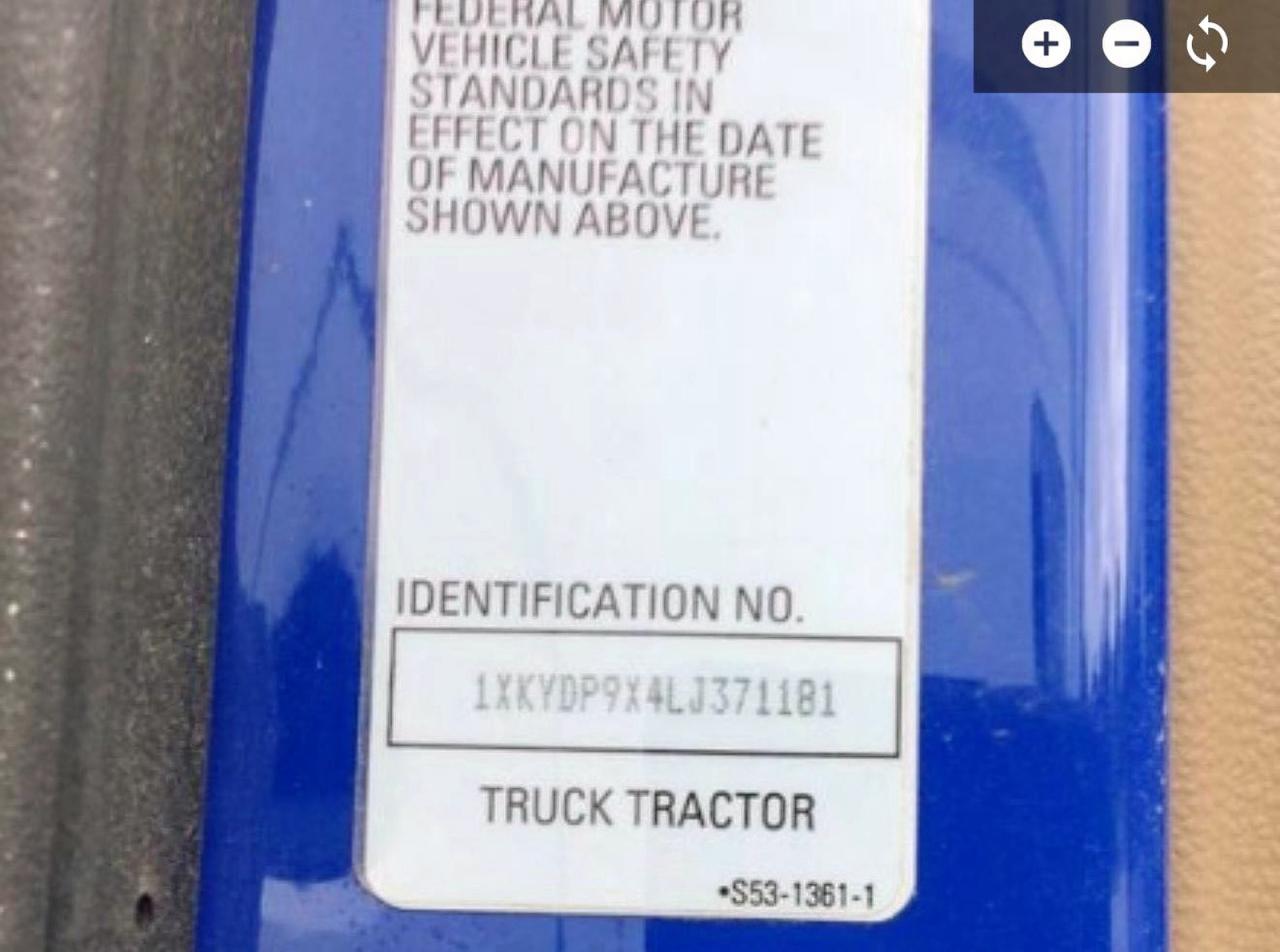 FEDERAL MOTOR
VEHICLE SAFETY
STANDARDS IN
EFFECT ON THE DATE
OF MANUFACTURE
SHOWN ABOVE.
IDENTIFICATION NO.
1XKYDP9X4LJ371181
TRUCK TRACTOR
•S53-1361-1